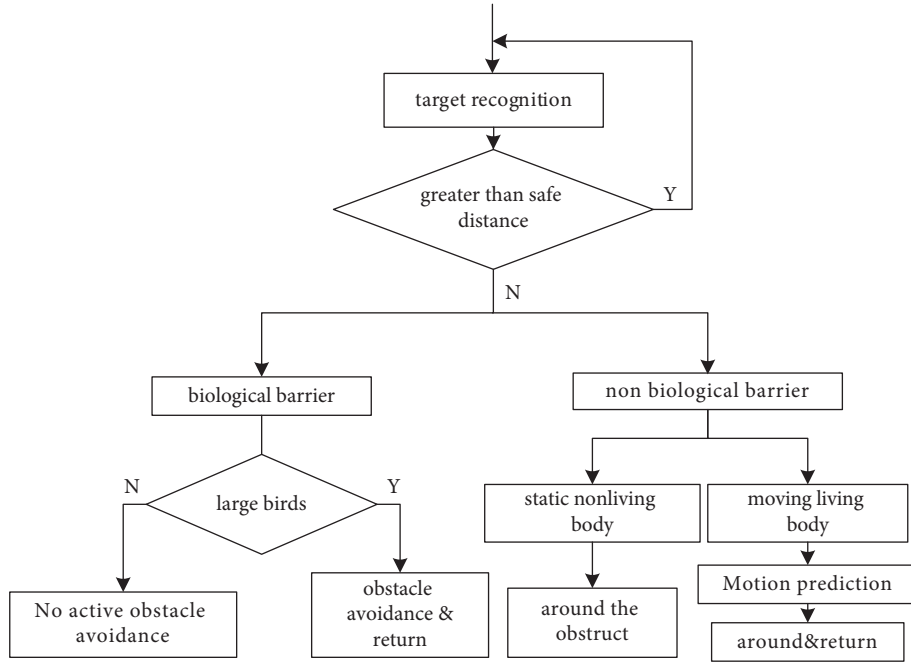 target recognition
greater than safe
distance
Y
N
biological barrier
non biological barrier
N
large birds
Y
static nonliving
body
moving living
body
No active obstacle
avoidance
obstacle
avoidance &
return
around the
obstruct
Motion prediction
around&return